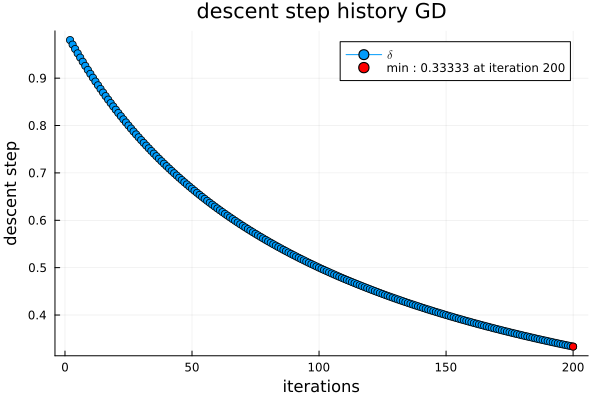 descent step history GD
δ
min : 0.33333 at iteration 200
descent step
0.9
0.8
0.7
0.6
0.5
0.4
0
50
100
150
200
iterations